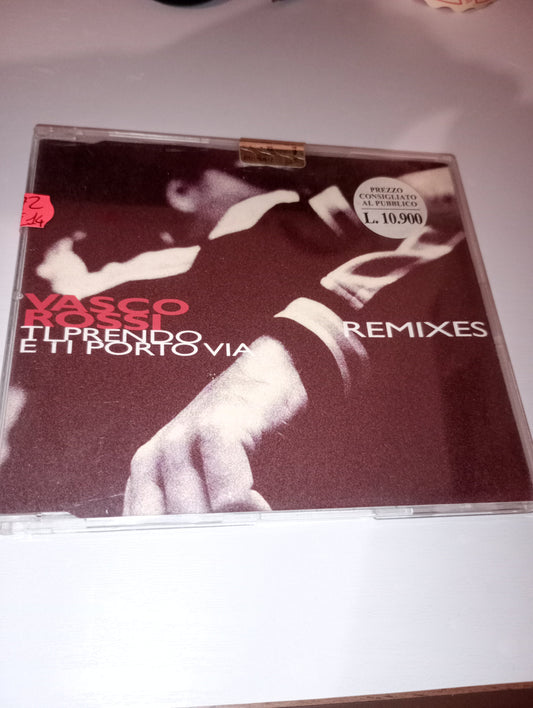 PREZZO
CONSIGLIATO
AL PUBBLICO
L. 10.900
VASCO
ROSSI
TI PRENDO
E TI PORTO VIA
REMIXES